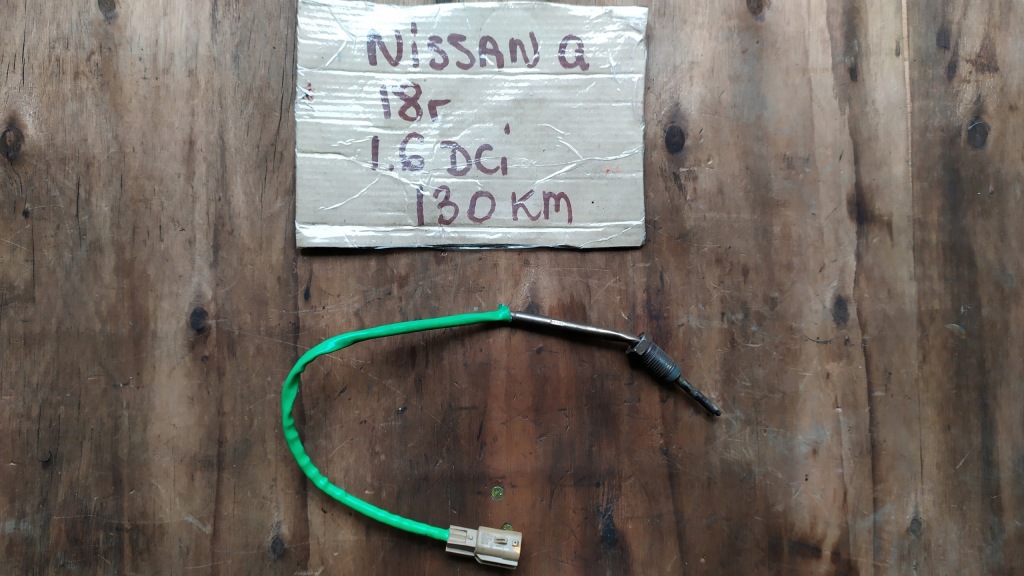 NiSSAN Q
18r
1.6 DCi
130 KM